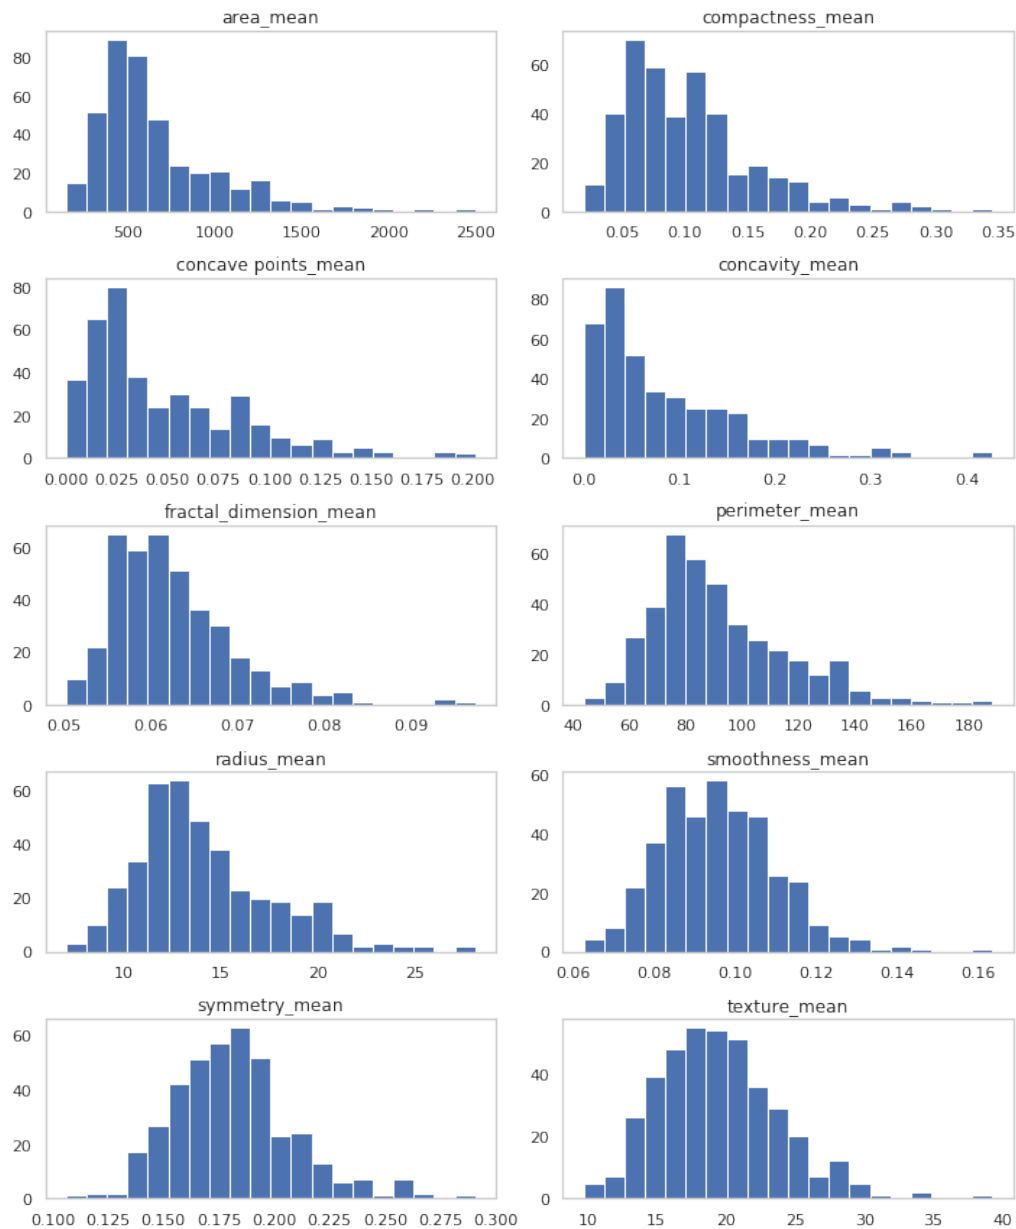 area_mean
80
60
40
20
0
500 1000 1500 2000 2500
compactness_mean
60
40
20
0
0.05 0.10 0.15 0.20 0.25 0.30 0.35
concave points_mean
80
60
40
20
0
0.000 0.025 0.050 0.075 0.100 0.125 0.150 0.175 0.200
concavity_mean
80
60
40
20
0
0.0 0.1 0.2 0.3 0.4
fractal_dimension_mean
60
40
20
0
0.05 0.06 0.07 0.08 0.09
perimeter_mean
60
40
20
0
40 60 80 100 120 140 160 180
radius_mean
60
40
20
0
10 15 20 25
smoothness_mean
60
50
40
30
20
10
0
0.06 0.08 0.10 0.12 0.14 0.16
symmetry_mean
60
40
20
0
0.100 0.125 0.150 0.175 0.200 0.225 0.250 0.275 0.300
texture_mean
40
20
0
10 15 20 25 30 35 40